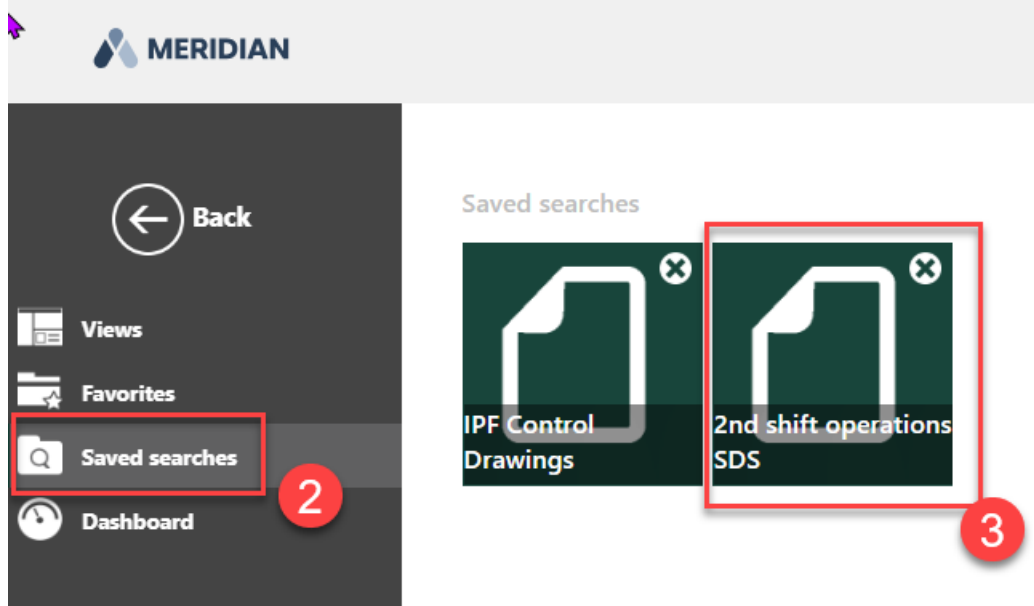 MERIDIAN
Back
Views
Favorites
Saved searches
2
Dashboard
Saved searches
IPF Control
Drawings
2nd shift operations
SDS
3